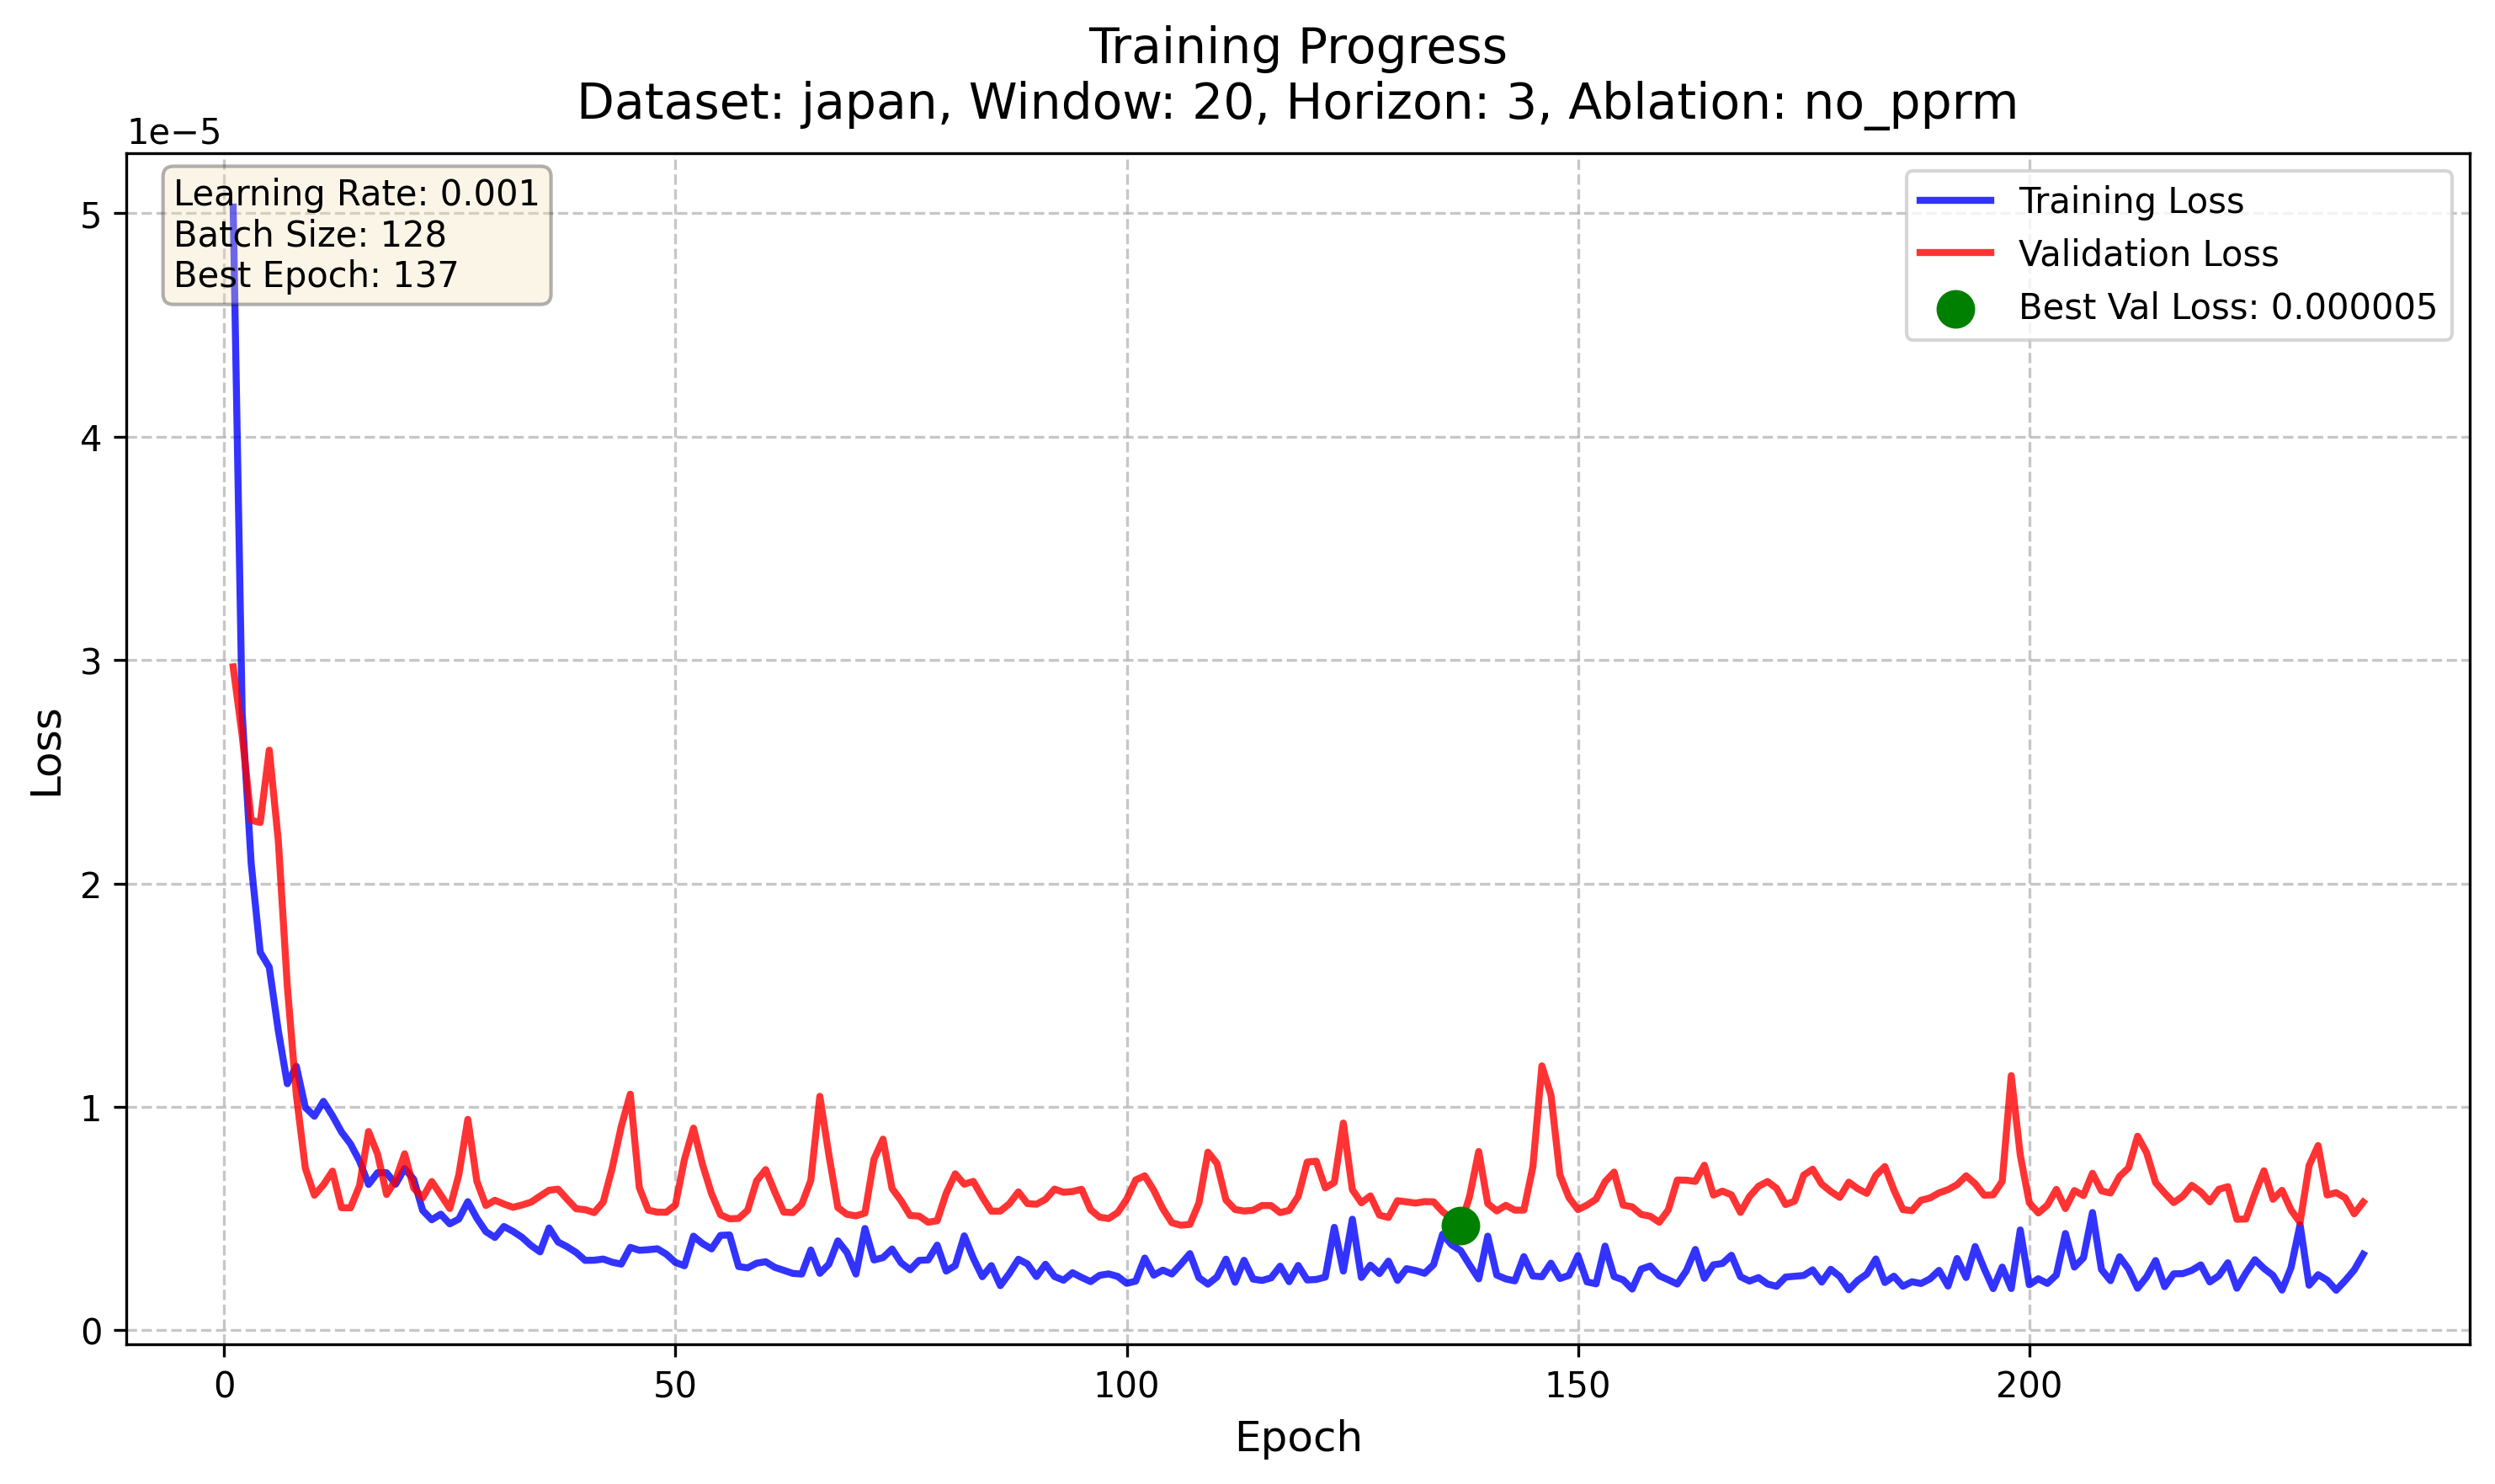 Training Progress
Dataset: japan, Window: 20, Horizon: 3, Ablation: no_pprm
1e−5
Learning Rate: 0.001
Batch Size: 128
Best Epoch: 137
Training Loss
Validation Loss
Best Val Loss: 0.000005
5
4
3
2
1
0
Loss
0 50 100 150 200
Epoch